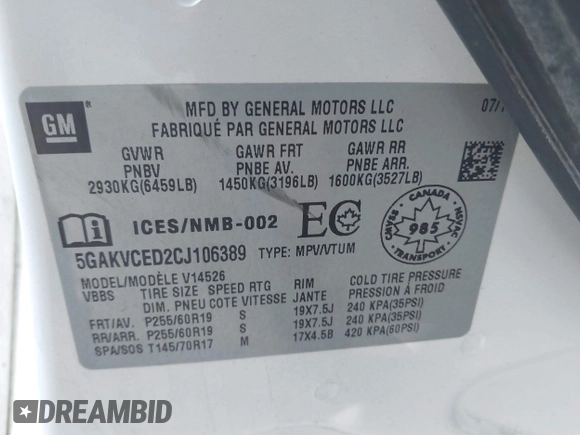 GM
®
MFD BY GENERAL MOTORS LLC 07/
FABRIQUÉ PAR GENERAL MOTORS LLC
GVWR GAWR FRT GAWR RR
PNBV PNBE AV. PNBE ARR.
2930KG(6459LB) 1450KG(3196LB) 1600KG(3527LB)
i ICES/NMB-002 EC
CANADA
CMVSS 985 NSVAC
TRANSPORT
5GAKVCED2CJ106389 TYPE: MPV/VTUM
MODEL/MODÈLE V14526
VBBS TIRE SIZE SPEED RTG RIM COLD TIRE PRESSURE
DIM. PNEU COTE VITESSE JANTE PRESSION À FROID
FRT/AV. P255/60R19 S 19X7.5J 240 KPA(35PSI)
RR/ARR. P255/60R19 S 19X7.5J 240 KPA(35PSI)
SPA/SOS T145/70R17 M 17X4.5B 420 KPA(60PSI)
DREAMBID